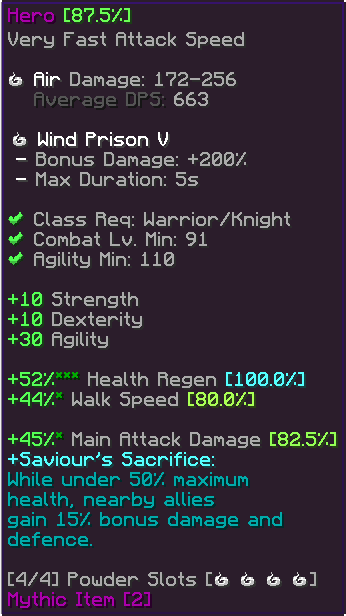 Hero [87.5%]
Very Fast Attack Speed
Air Damage: 172-256
Average DPS: 663
Wind Prison V
- Bonus Damage: +200%
- Max Duration: 5s
✔ Class Req: Warrior/Knight
✔ Combat Lv. Min: 91
✔ Agility Min: 110
+10 Strength
+10 Dexterity
+30 Agility
+52%*** Health Regen [100.0%]
+44%* Walk Speed [80.0%]
+45%* Main Attack Damage [82.5%]
+Saviour's Sacrifice:
While under 50% maximum
health, nearby allies
gain 15% bonus damage and
defence.
[4/4] Powder Slots [    ]
Mythic Item [2]